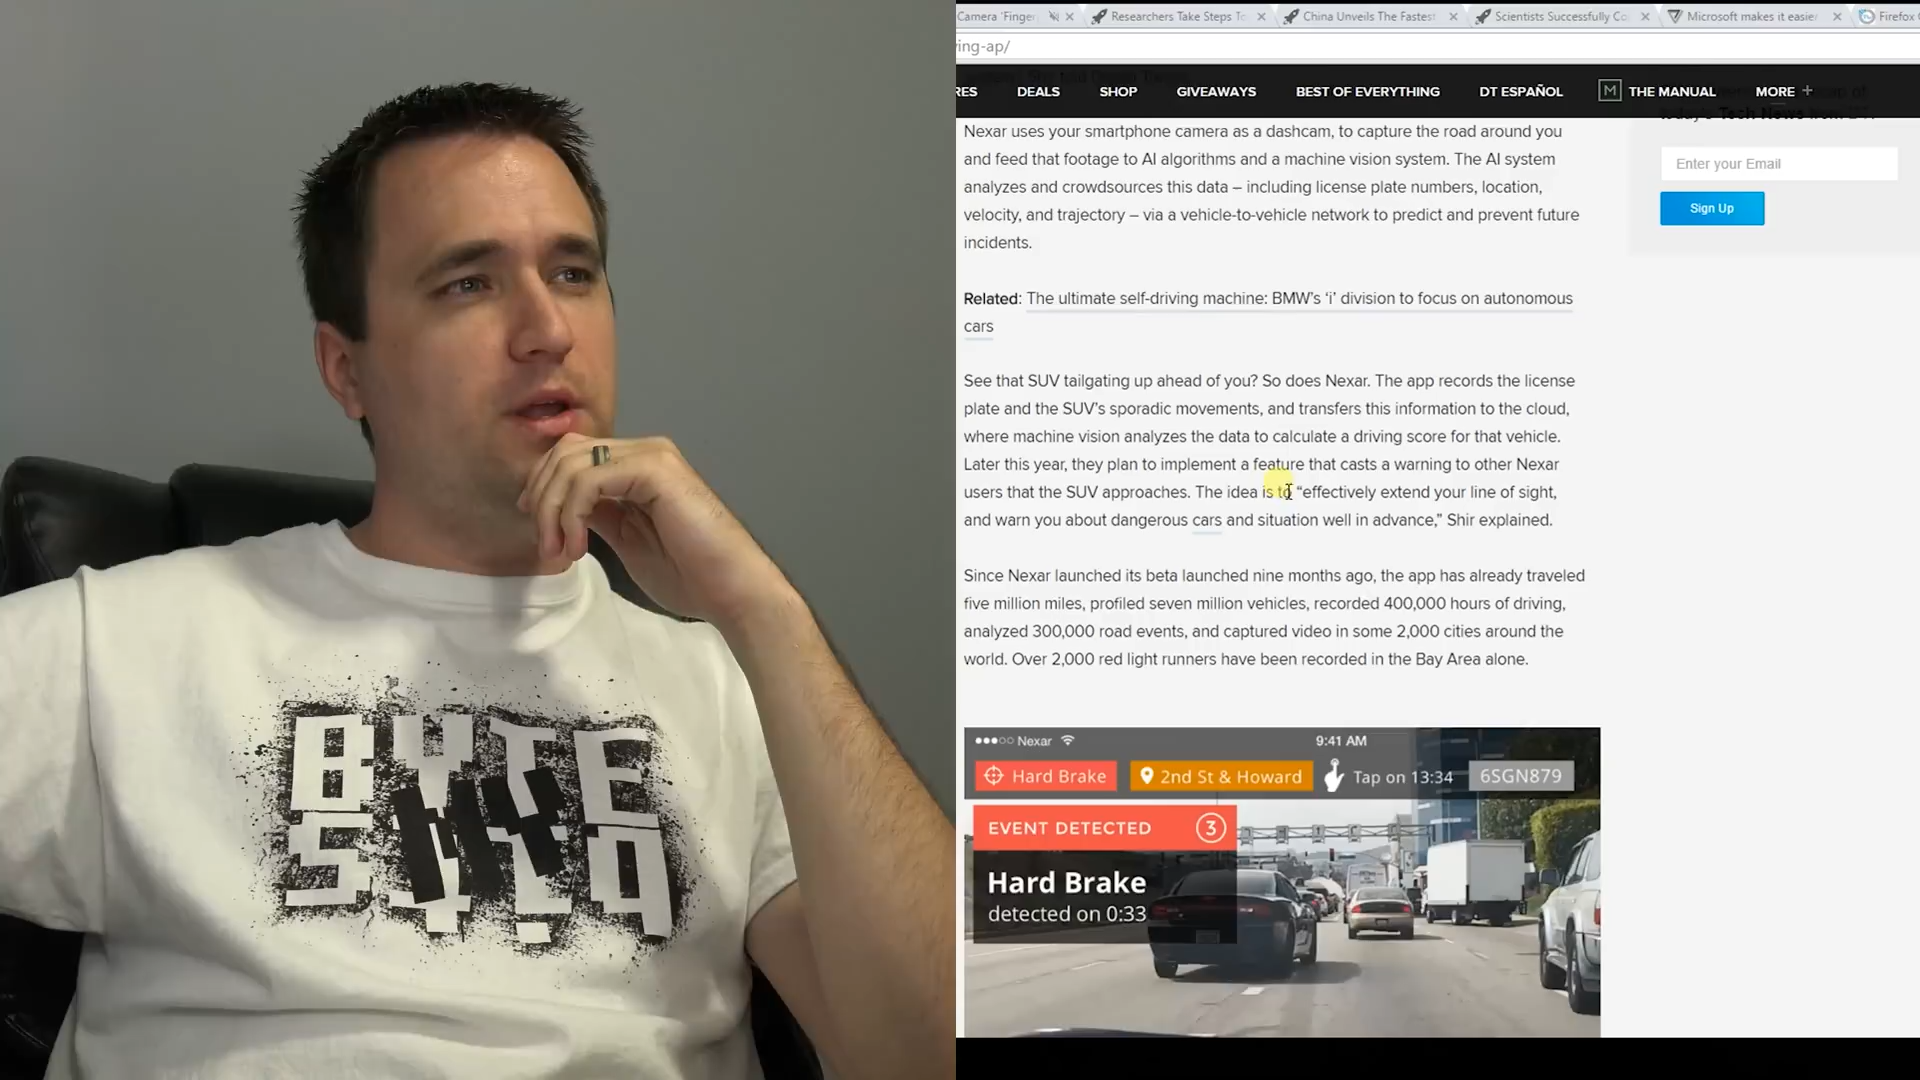 Camera 'Finger
Researchers Take Steps To
China Unveils The Fastest
Scientists Successfully Co
Microsoft makes it easier
Firefox
ving-ap/
RES DEALS SHOP GIVEAWAYS BEST OF EVERYTHING DT ESPAÑOL M THE MANUAL MORE +
Enter your Email
Sign Up
Nexar uses your smartphone camera as a dashcam, to capture the road around you
and feed that footage to AI algorithms and a machine vision system. The AI system
analyzes and crowdsources this data – including license plate numbers, location,
velocity, and trajectory – via a vehicle-to-vehicle network to predict and prevent future
incidents.
Related: The ultimate self-driving machine: BMW's ‘i’ division to focus on autonomous
cars
See that SUV tailgating up ahead of you? So does Nexar. The app records the license
plate and the SUV's sporadic movements, and transfers this information to the cloud,
where machine vision analyzes the data to calculate a driving score for that vehicle.
Later this year, they plan to implement a feature that casts a warning to other Nexar
users that the SUV approaches. The idea is to “effectively extend your line of sight,
and warn you about dangerous cars and situation well in advance,” Shir explained.
Since Nexar launched its beta launched nine months ago, the app has already traveled
five million miles, profiled seven million vehicles, recorded 400,000 hours of driving,
analyzed 300,000 road events, and captured video in some 2,000 cities around the
world. Over 2,000 red light runners have been recorded in the Bay Area alone.
Nexar 9:41 AM
Hard Brake 2nd St & Howard Tap on 13:34 6SGN879
EVENT DETECTED 3
Hard Brake
detected on 0:33
BYTE